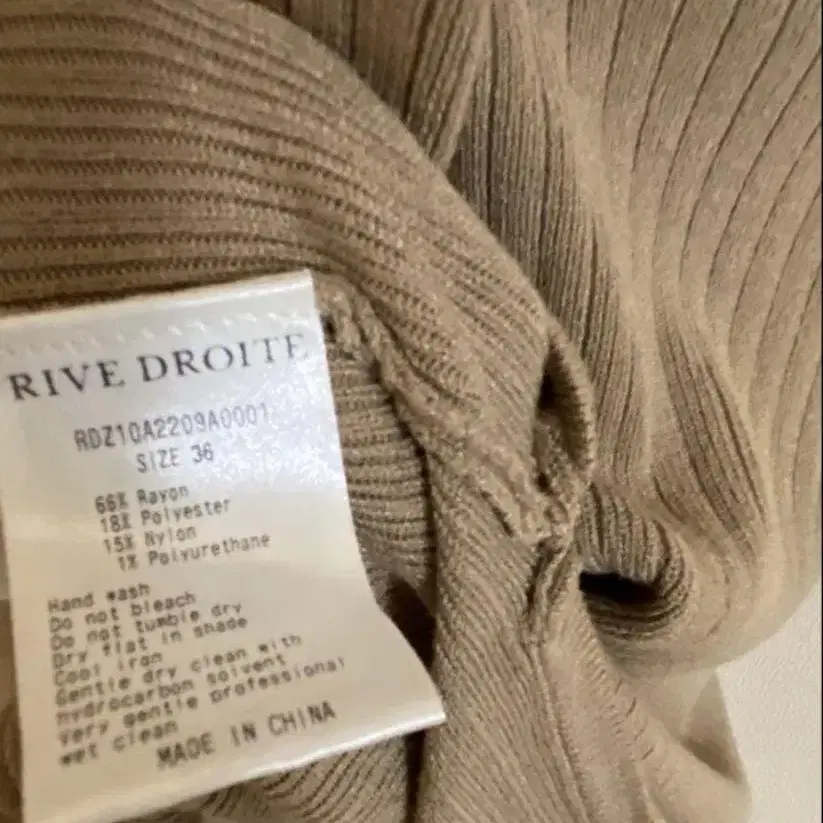 RIVE DROITE
RDZ10A2209A0001
SIZE 36
66% Rayon
18% Polyester
15% Nylon
1% Polyurethane
Hand wash
Do not bleach
Do not tumble dry
Dry flat in shade
Cool iron
Gentle dry clean with
hydrocarbon solvent
Very gentle professional
wet clean
MADE IN CHINA